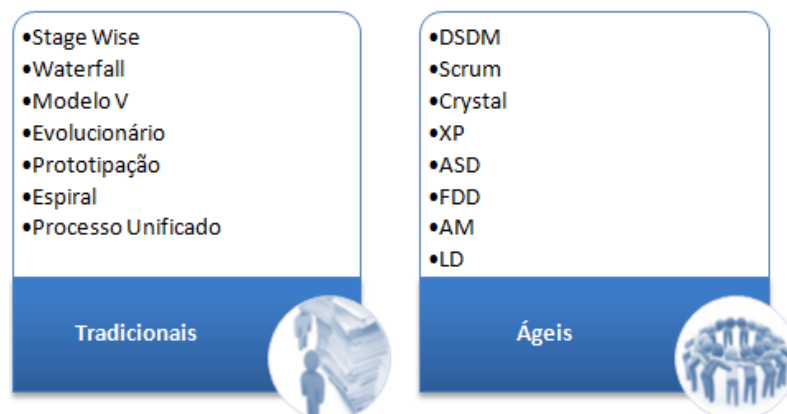 •Stage Wise
•Waterfall
•Modelo V
•Evolucionário
•Prototipação
•Espiral
•Processo Unificado
Tradicionais
•DSDM
•Scrum
•Crystal
•XP
•ASD
•FDD
•AM
•LD
Ágeis